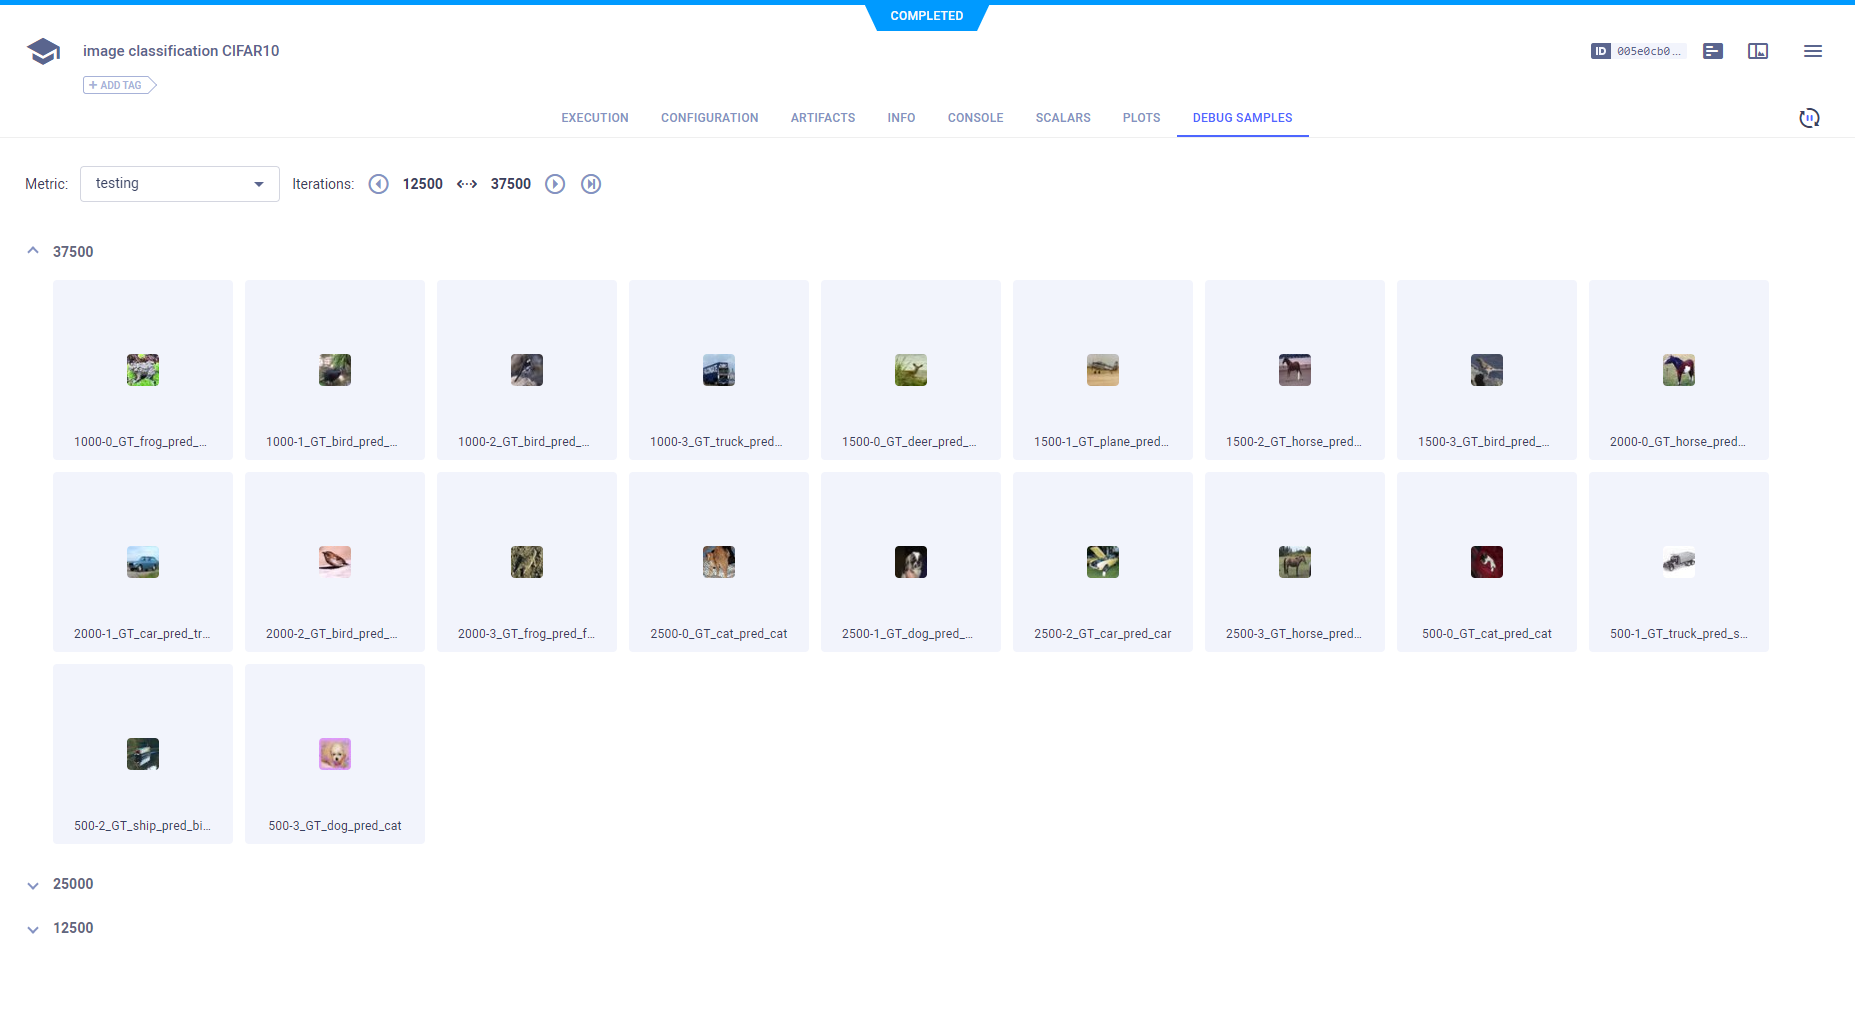 COMPLETED
image classification CIFAR10
ID 005e0cb0...
+ ADD TAG
EXECUTION CONFIGURATION ARTIFACTS INFO CONSOLE SCALARS PLOTS DEBUG SAMPLES
Metric: testing Iterations: 12500 37500
37500
1000-0_GT_frog_pred_... 1000-1_GT_bird_pred_... 1000-2_GT_bird_pred_... 1000-3_GT_truck_pred... 1500-0_GT_deer_pred_... 1500-1_GT_plane_pred... 1500-2_GT_horse_pred... 1500-3_GT_bird_pred_... 2000-0_GT_horse_pred...
2000-1_GT_car_pred_tr... 2000-2_GT_bird_pred_... 2000-3_GT_frog_pred_f... 2500-0_GT_cat_pred_cat 2500-1_GT_dog_pred_... 2500-2_GT_car_pred_car 2500-3_GT_horse_pred... 500-0_GT_cat_pred_cat 500-1_GT_truck_pred_s...
500-2_GT_ship_pred_bi... 500-3_GT_dog_pred_cat
25000
12500